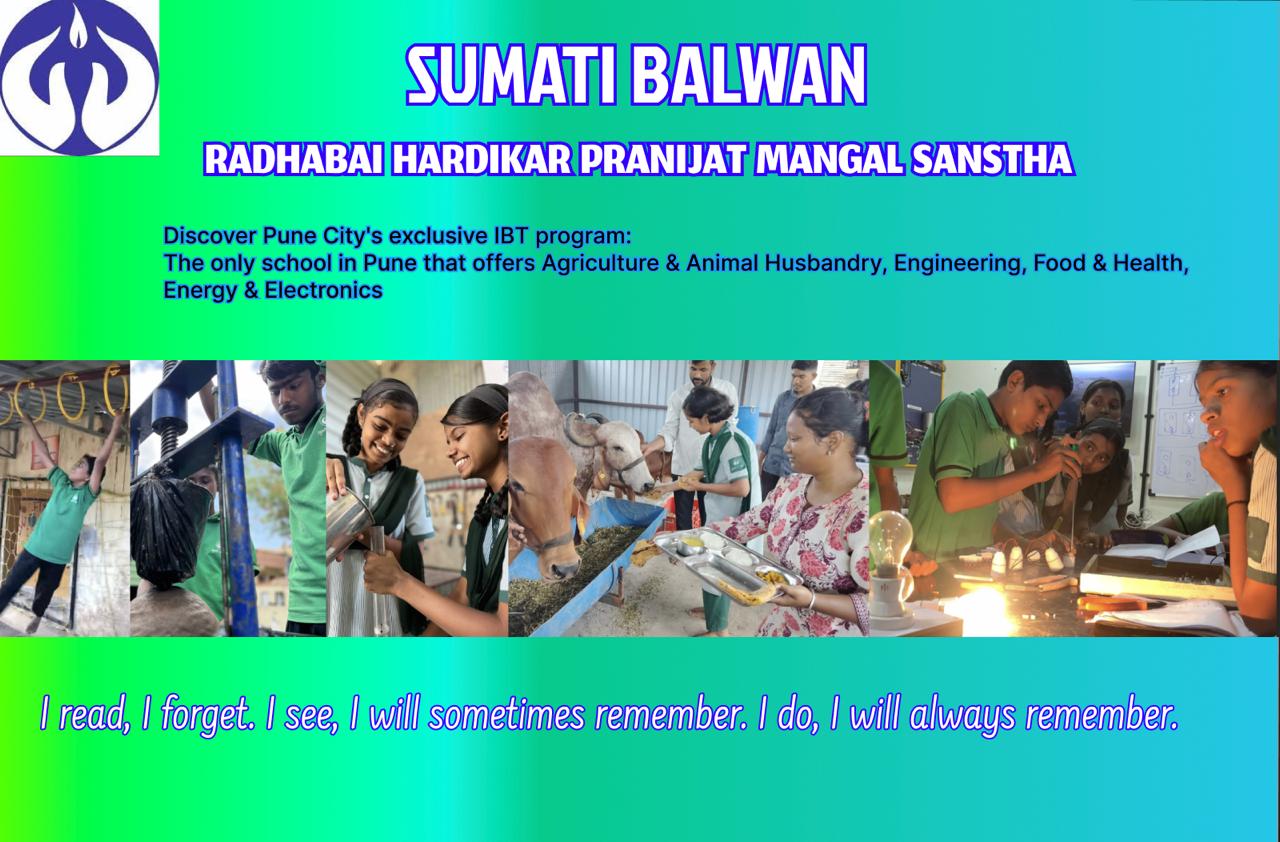 SUMATI BALWAN
RADHABAI HARDIKAR PRANIJAT MANGAL SANSTHA
Discover Pune City's exclusive IBT program:
The only school in Pune that offers Agriculture & Animal Husbandry, Engineering, Food & Health,
Energy & Electronics
I read, I forget. I see, I will sometimes remember. I do, I will always remember.